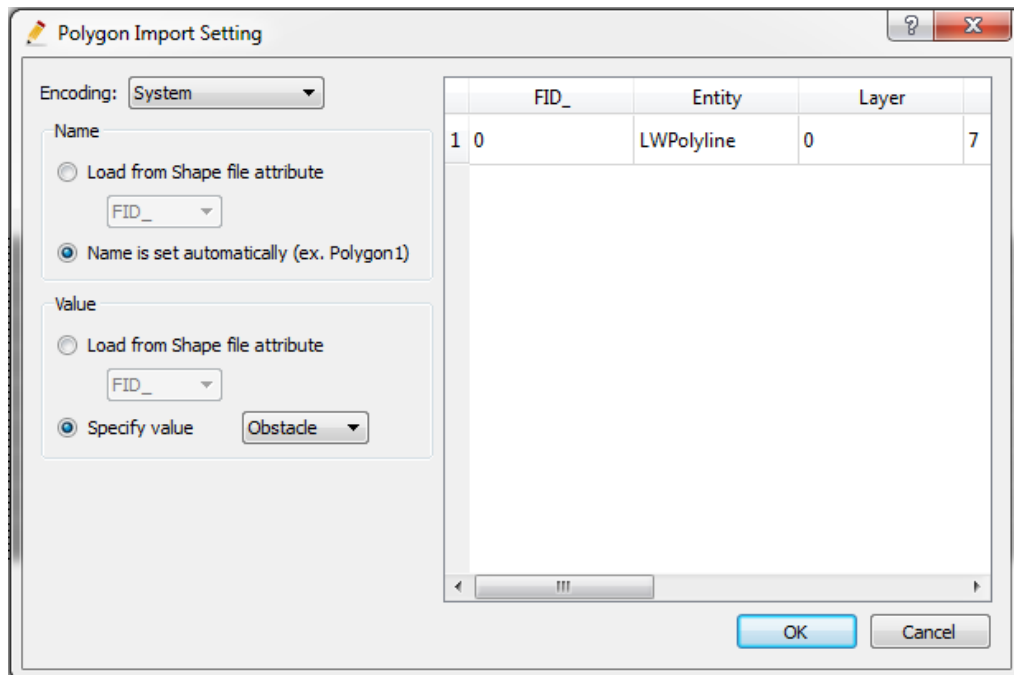 Polygon Import Setting
Encoding: System
Name
Load from Shape file attribute
FID_
Name is set automatically (ex. Polygon1)
Value
Load from Shape file attribute
FID_
Specify value Obstacle
FID_ Entity Layer
1 0 LWPolyline 0 7
OK Cancel